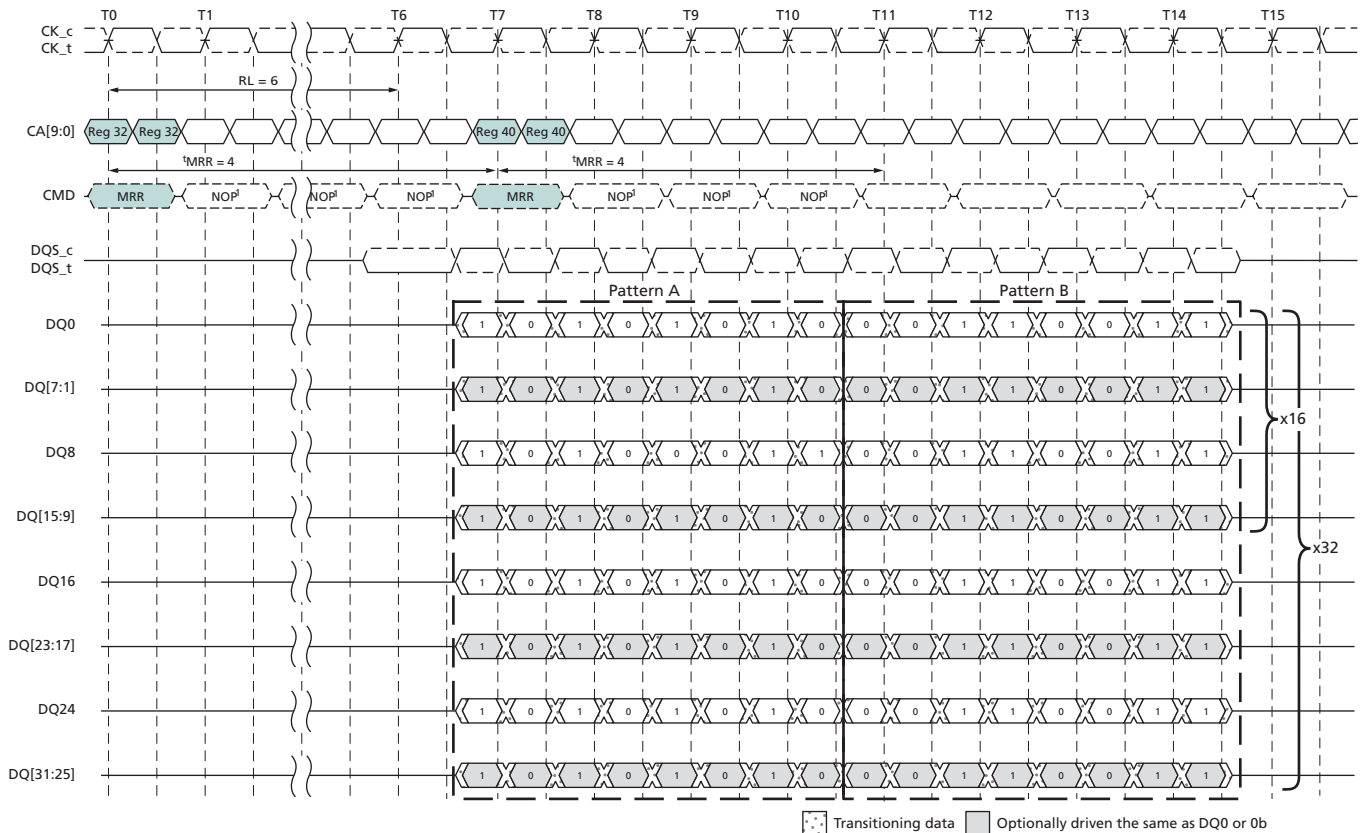 T0 T1 T6 T7 T8 T9 T10 T11 T12 T13 T14 T15
CK_c
CK_t
RL = 6
CA[9:0] Reg 32 Reg 32 Reg 40 Reg 40
tMRR = 4 tMRR = 4
CMD MRR NOP1 NOP1 NOP1 MRR NOP1 NOP1 NOP1
DQS_c
DQS_t
Pattern A Pattern B
DQ0 1 0 1 0 1 0 1 0 0 0 1 1 0 0 1 1
DQ[7:1] 1 0 1 0 1 0 1 0 0 0 1 1 0 0 1 1
x16
DQ8 1 0 1 0 0 0 1 1 0 0 1 1 0 0 1 1
DQ[15:9] 1 0 1 0 1 0 1 0 0 0 1 1 0 0 1 1
x32
DQ16 1 0 1 0 1 0 1 0 0 0 1 1 0 0 1 1
DQ[23:17] 1 0 1 0 1 0 1 0 0 0 1 1 0 0 1 1
DQ24 1 0 1 0 1 0 1 0 0 0 1 1 0 0 1 1
DQ[31:25] 1 0 1 0 1 0 1 0 0 0 1 1 0 0 1 1
Transitioning data Optionally driven the same as DQ0 or 0b